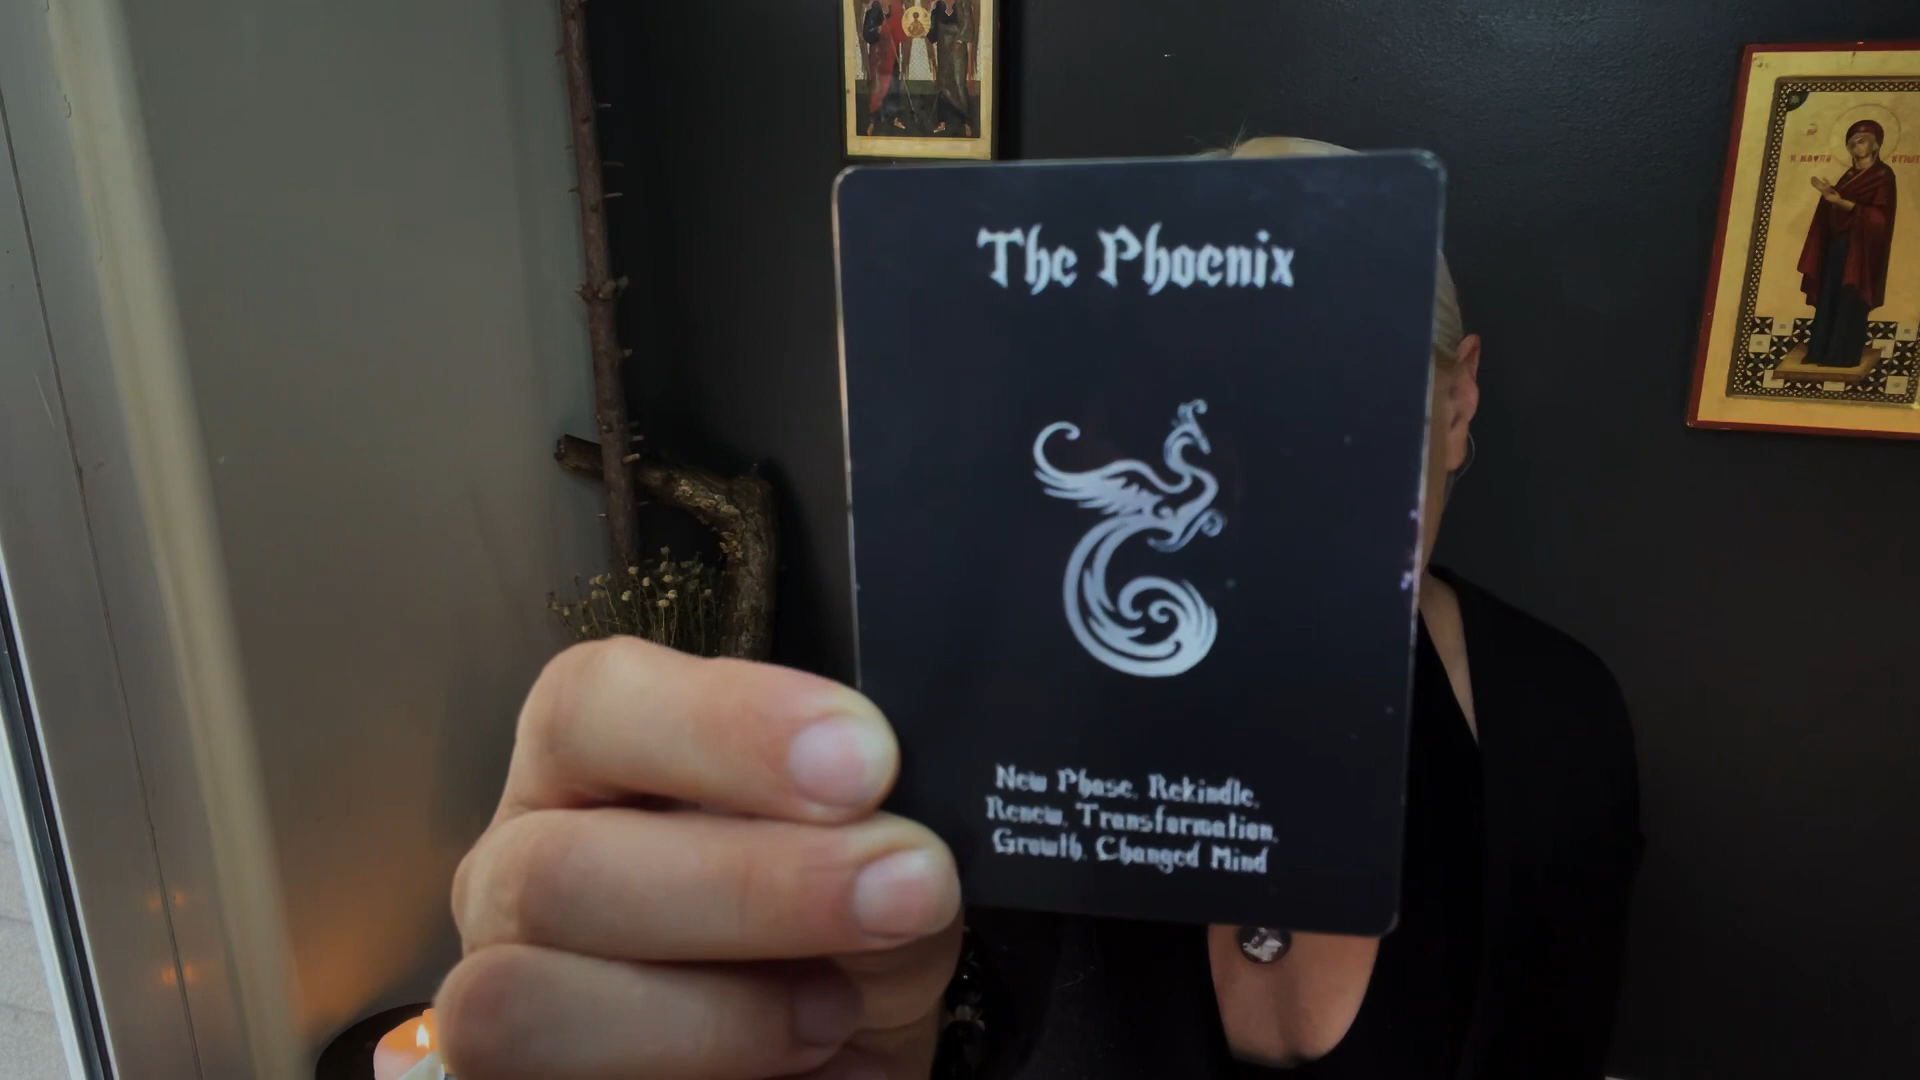 The Phoenix
New Phase, Rekindle,
Renew, Transformation,
Growth, Changed Mind